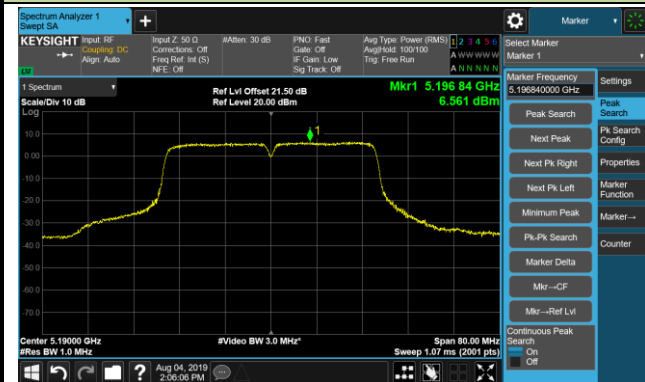 Spectrum Analyzer 1
Swept SA
Marker
KEYSIGHT
Input: RF
Coupling: DC
Align: Auto
Input Z: 50 Ω
Corrections: Off
Freq Ref: Int (S)
NFE: Off
#Atten: 30 dB
PNO: Fast
Gate: Off
IF Gain: Low
Sig Track: Off
Avg Type: Power (RMS)
Avg|Hold: 100/100
Trig: Free Run
1 2 3 4 5 6
A W W W W W
A N N N N N
Select Marker
Marker 1
1 Spectrum
Scale/Div 10 dB
Log
Ref Lvl Offset 21.50 dB
Ref Level 20.00 dBm
Mkr1 5.196 84 GHz
6.561 dBm
Marker Frequency
5.196840000 GHz
Settings
Peak Search
Peak
Search
Next Peak
Pk Search
Config
Next Pk Right
Properties
Next Pk Left
Marker
Function
Minimum Peak
Marker→
Pk-Pk Search
Counter
Marker Delta
Mkr→CF
Mkr→Ref Lvl
Continuous Peak
Search
On
Off
1
10.0
0.00
-10.0
-20.0
-30.0
-40.0
-50.0
-60.0
-70.0
Center 5.19000 GHz
#Res BW 1.0 MHz
#Video BW 3.0 MHz*
Span 80.00 MHz
Sweep 1.07 ms (2001 pts)
?
Aug 04, 2019
2:06:06 PM